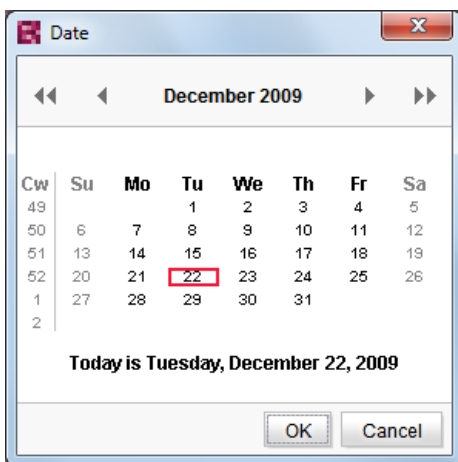 Date
December 2009
Cw Su Mo Tu We Th Fr Sa
49 1 2 3 4 5
50 6 7 8 9 10 11 12
51 13 14 15 16 17 18 19
52 20 21 22 23 24 25 26
1 27 28 29 30 31
2
Today is Tuesday, December 22, 2009
OK Cancel